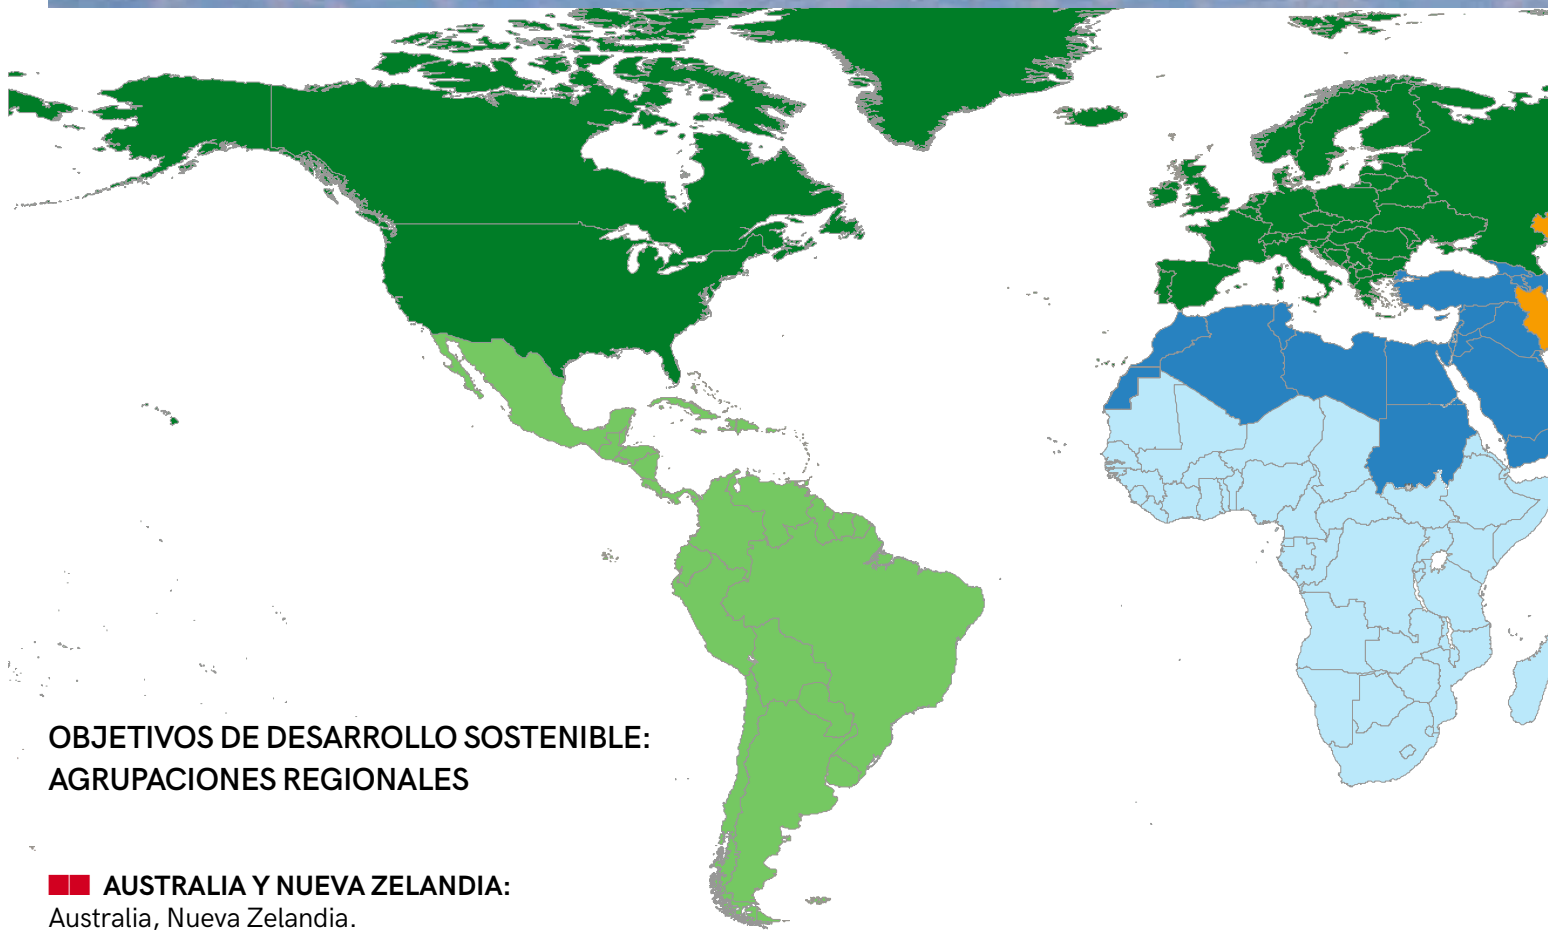 OBJETIVOS DE DESARROLLO SOSTENIBLE:
AGRUPACIONES REGIONALES
AUSTRALIA Y NUEVA ZELANDIA:
Australia, Nueva Zelandia.